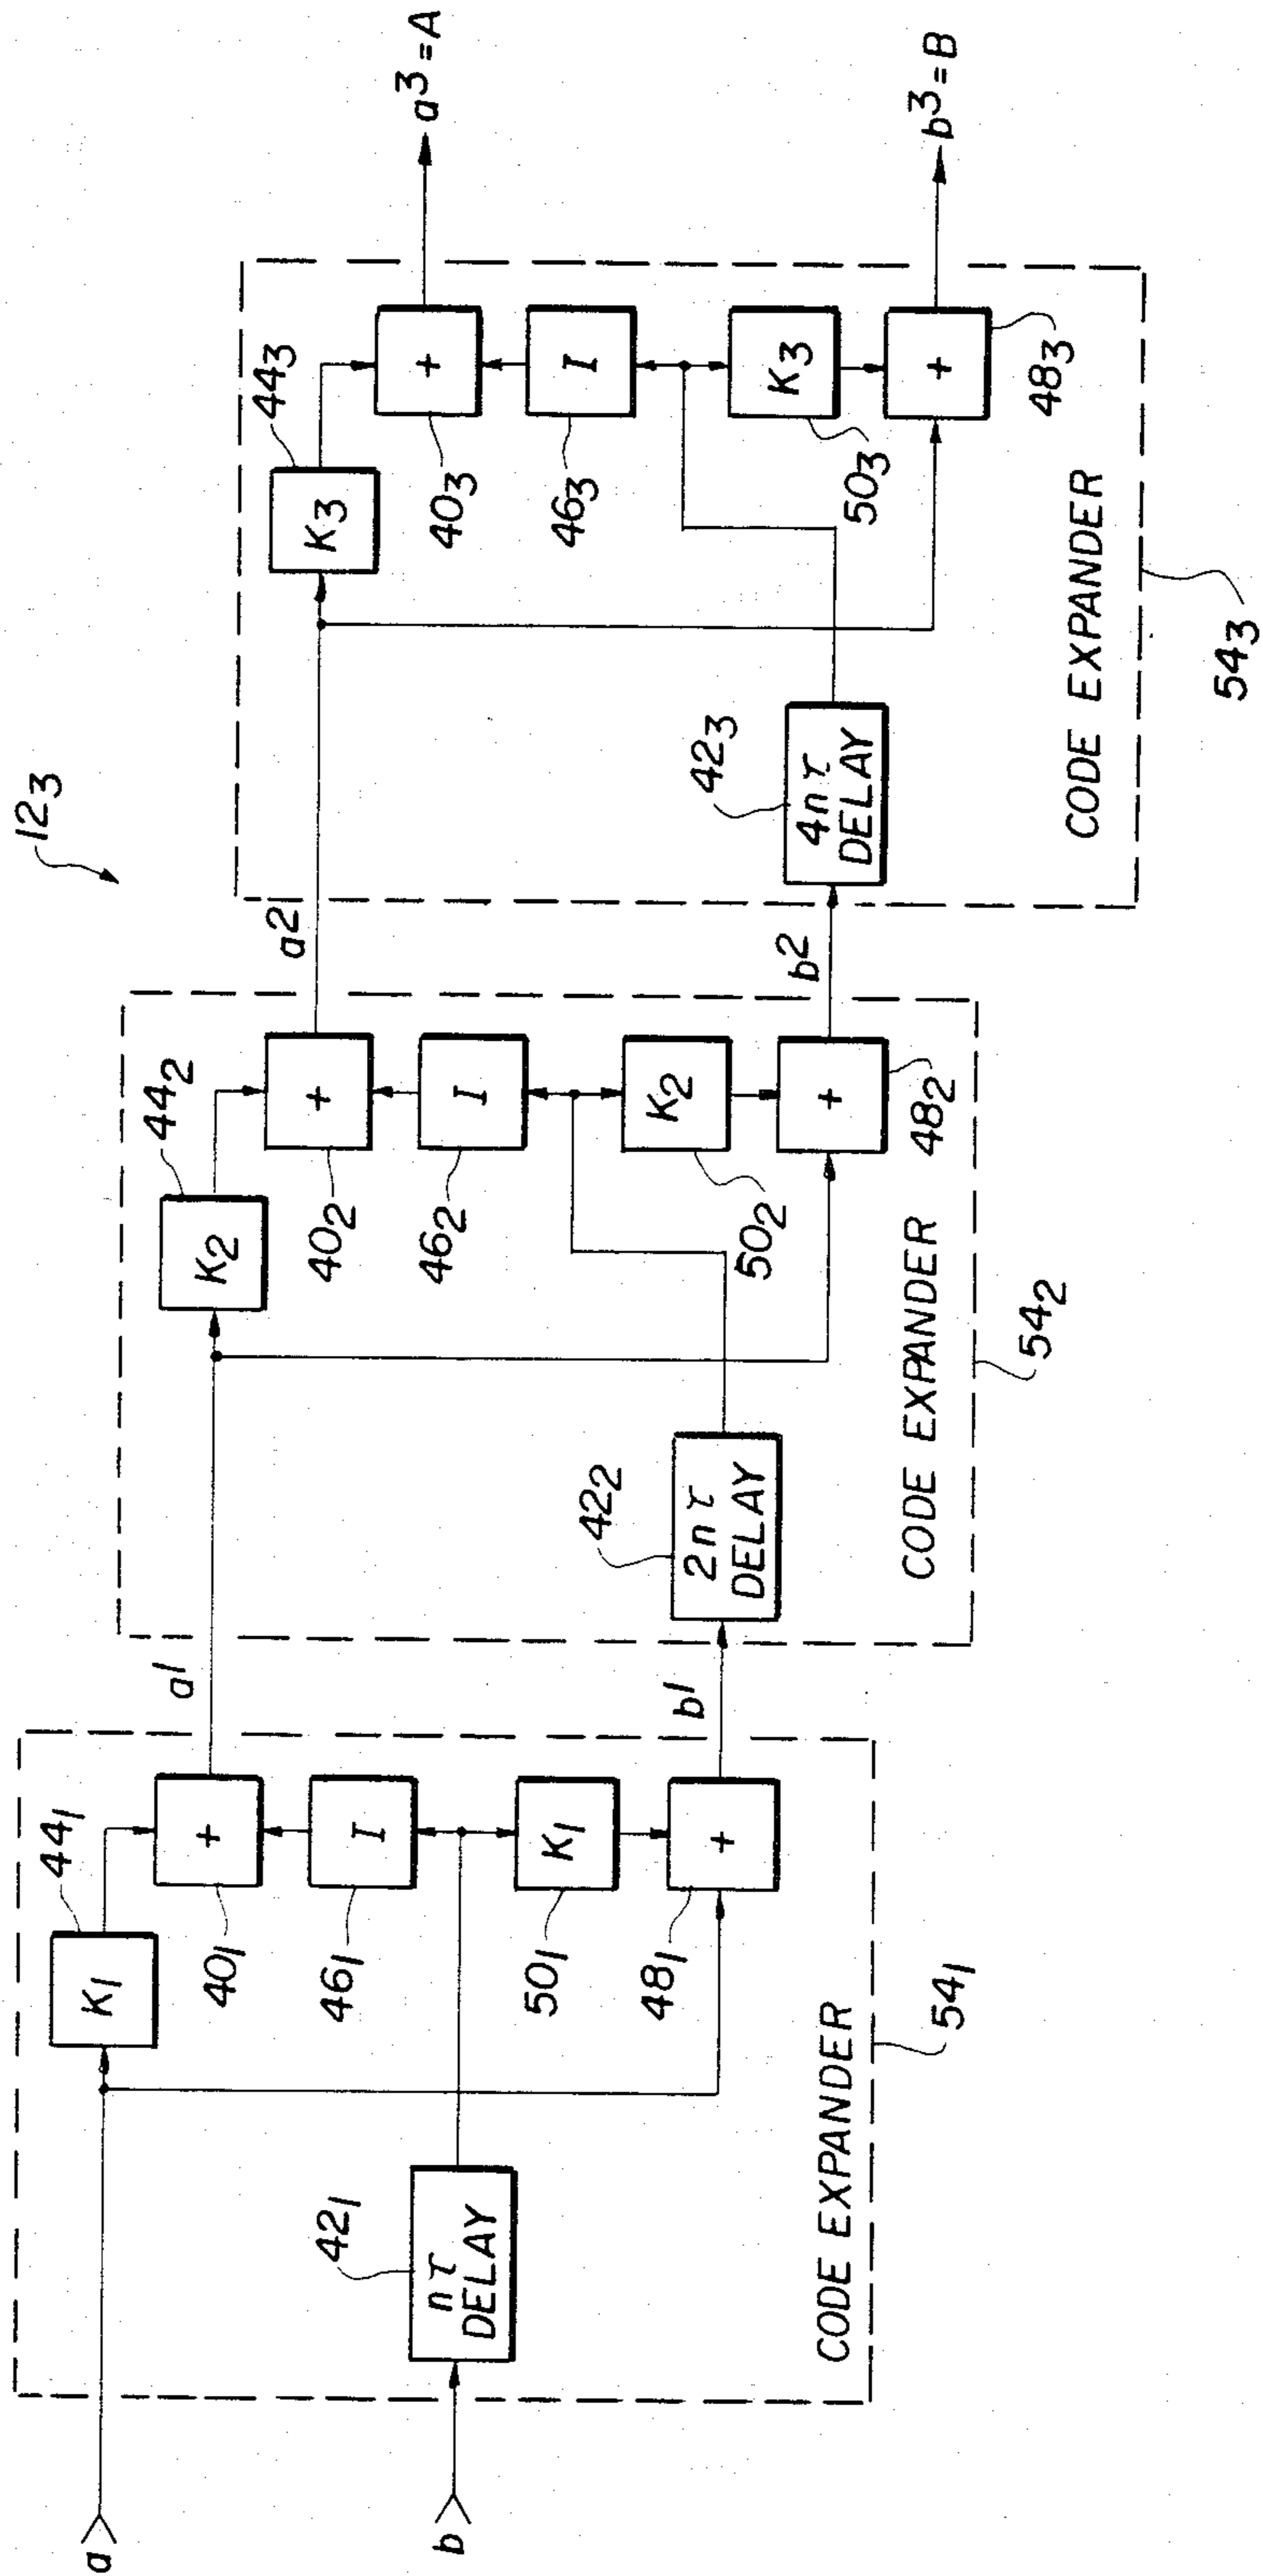 12₃
a
b
K₁
44₁
+
40₁
I
46₁
nτ
DELAY
42₁
K₁
50₁
+
48₁
CODE EXPANDER
54₁
a¹
b¹
K₂
44₂
+
40₂
I
46₂
2nτ
DELAY
42₂
K₂
50₂
+
48₂
CODE EXPANDER
54₂
a²
b²
K₃
44₃
+
40₃
I
46₃
4nτ
DELAY
42₃
K₃
50₃
+
48₃
CODE EXPANDER
54₃
a³=A
b³=B